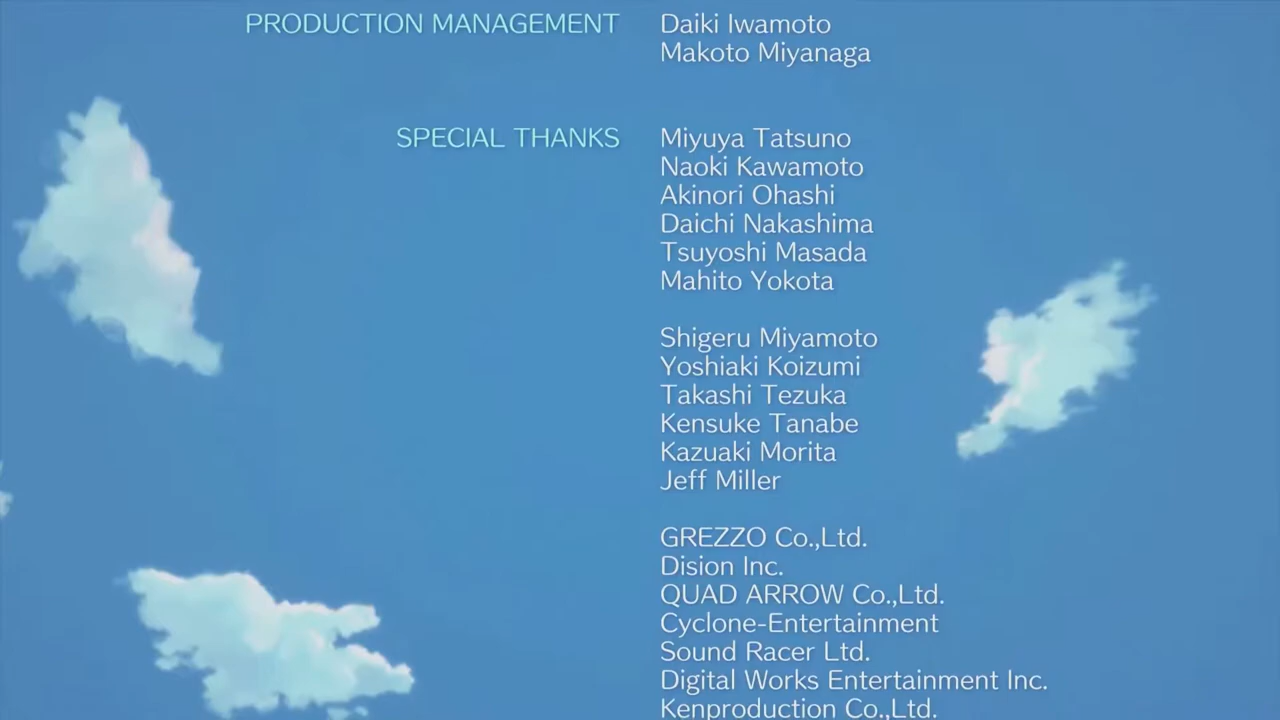 PRODUCTION MANAGEMENT Daiki Iwamoto
Makoto Miyanaga
SPECIAL THANKS Miyuya Tatsuno
Naoki Kawamoto
Akinori Ohashi
Daichi Nakashima
Tsuyoshi Masada
Mahito Yokota
Shigeru Miyamoto
Yoshiaki Koizumi
Takashi Tezuka
Kensuke Tanabe
Kazuaki Morita
Jeff Miller
GREZZO Co.,Ltd.
Dision Inc.
QUAD ARROW Co.,Ltd.
Cyclone-Entertainment
Sound Racer Ltd.
Digital Works Entertainment Inc.
Kenproduction Co.,Ltd.